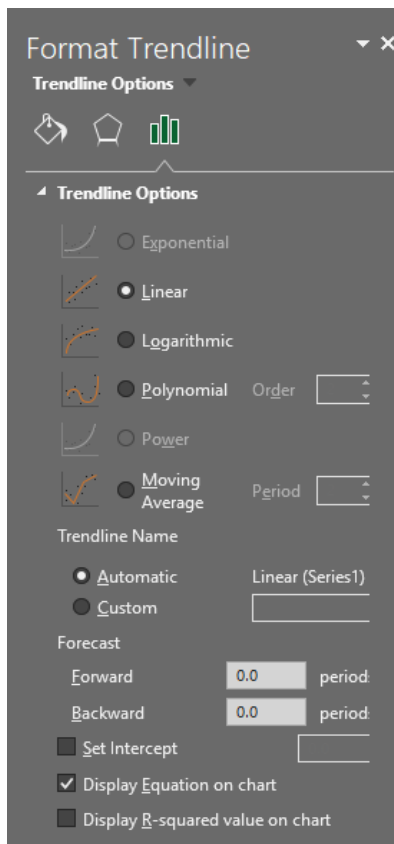 Format Trendline
Trendline Options
Trendline Options
Exponential
Linear
Logarithmic
Polynomial Order
Power
Moving
Average Period
Trendline Name
Automatic Linear (Series1)
Custom
Forecast
Forward 0.0 period
Backward 0.0 period
Set Intercept
Display Equation on chart
Display R-squared value on chart